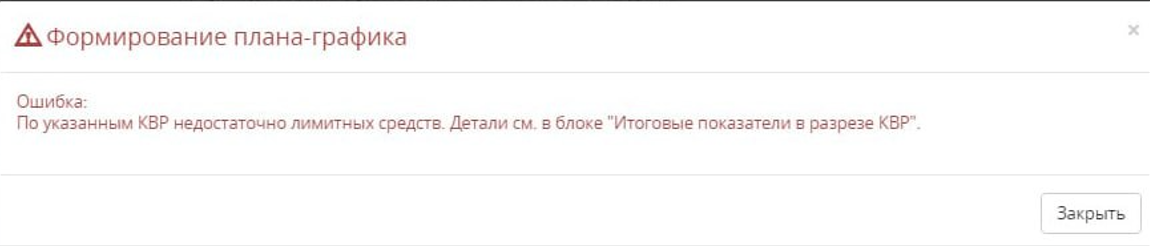 Формирование плана-графика
×
Ошибка:
По указанным КВР недостаточно лимитных средств. Детали см. в блоке "Итоговые показатели в разрезе КВР".
Закрыть